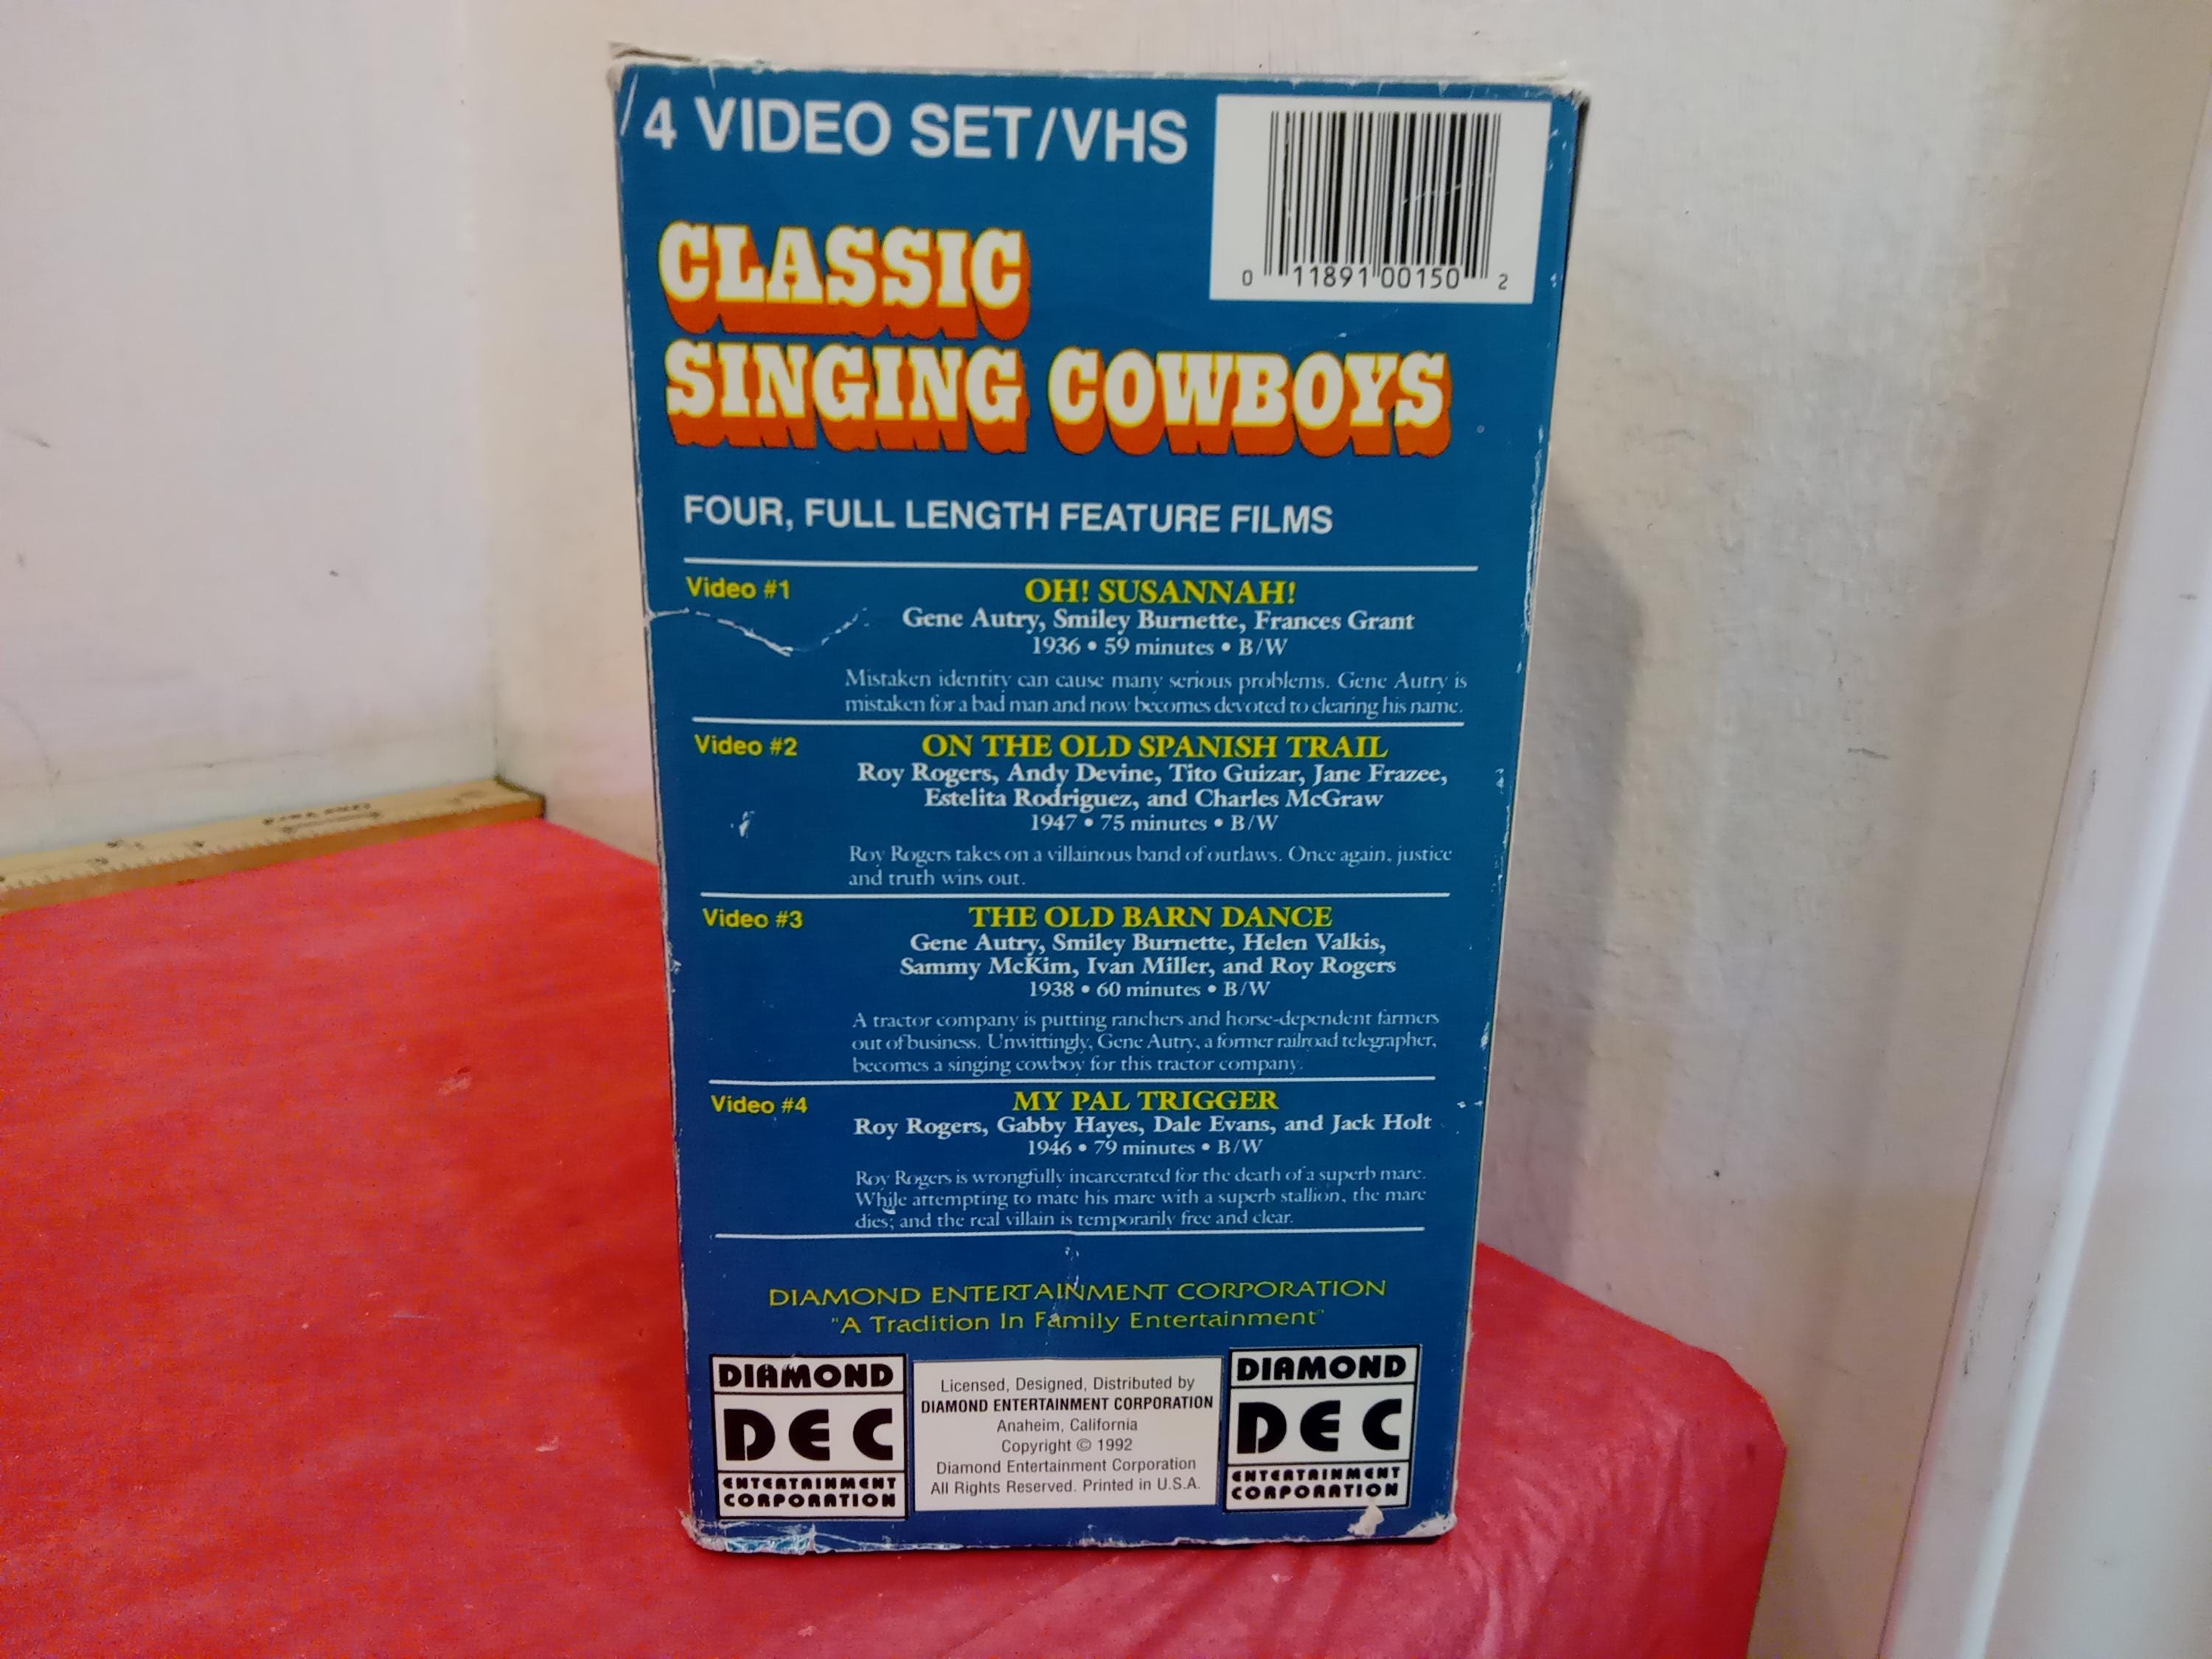 4 VIDEO SET/VHS
0 11891 00150 2
CLASSIC
SINGING COWBOYS
FOUR, FULL LENGTH FEATURE FILMS
Video #1
OH! SUSANNAH!
Gene Autry, Smiley Burnette, Frances Grant
1936 • 59 minutes • B/W
Mistaken identity can cause many serious problems. Gene Autry is
mistaken for a bad man and now becomes devoted to clearing his name.
Video #2
ON THE OLD SPANISH TRAIL
Roy Rogers, Andy Devine, Tito Guizar, Jane Frazee,
Estelita Rodriguez, and Charles McGraw
1947 • 75 minutes • B/W
Roy Rogers takes on a villainous band of outlaws. Once again, justice
and truth wins out.
Video #3
THE OLD BARN DANCE
Gene Autry, Smiley Burnette, Helen Valkis,
Sammy McKim, Ivan Miller, and Roy Rogers
1938 • 60 minutes • B/W
A tractor company is putting ranchers and horse-dependent farmers
out of business. Unwittingly, Gene Autry, a former railroad telegrapher,
becomes a singing cowboy for this tractor company.
Video #4
MY PAL TRIGGER
Roy Rogers, Gabby Hayes, Dale Evans, and Jack Holt
1946 • 79 minutes • B/W
Roy Rogers is wrongfully incarcerated for the death of a superb mare.
While attempting to mate his mare with a superb stallion, the mare
dies; and the real villain is temporarily free and clear.
DIAMOND ENTERTAINMENT CORPORATION
"A Tradition In Family Entertainment"
DIAMOND
DEC
ENTERTAINMENT
CORPORATION
Licensed, Designed, Distributed by
DIAMOND ENTERTAINMENT CORPORATION
Anaheim, California
Copyright © 1992
Diamond Entertainment Corporation
All Rights Reserved. Printed in U.S.A.
DIAMOND
DEC
ENTERTAINMENT
CORPORATION